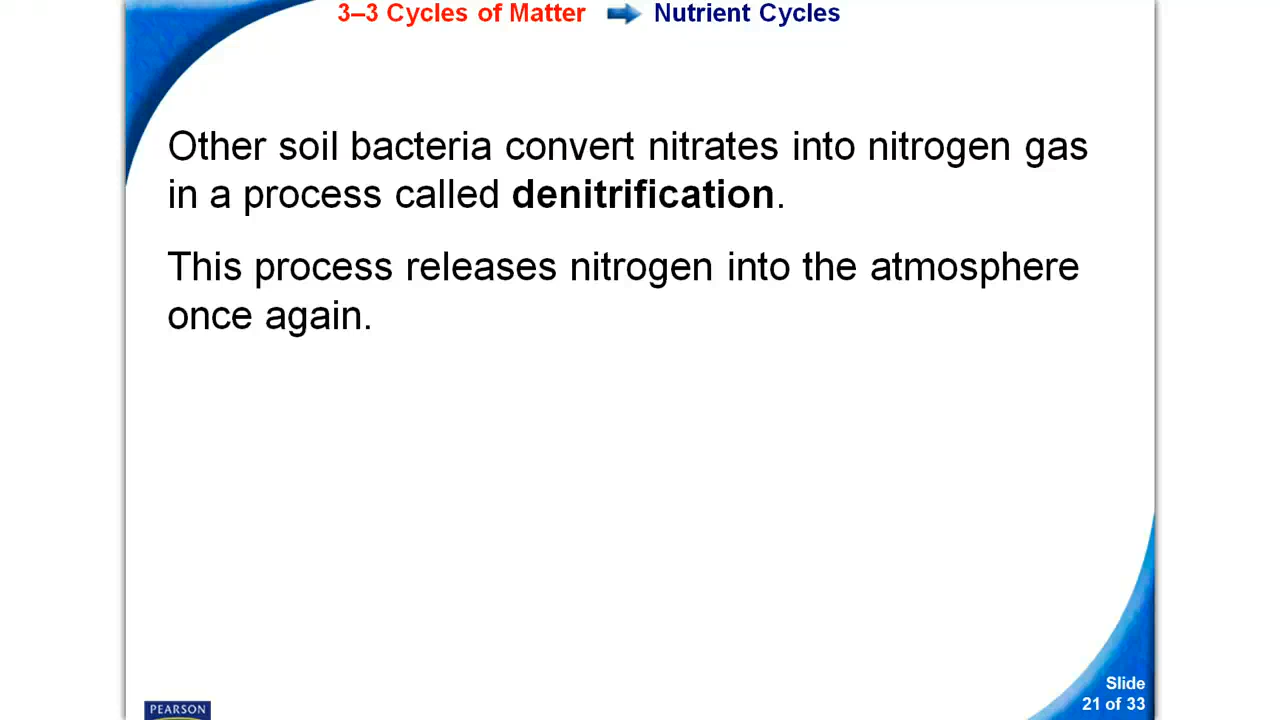 3–3 Cycles of Matter Nutrient Cycles
Other soil bacteria convert nitrates into nitrogen gas
in a process called denitrification.
This process releases nitrogen into the atmosphere
once again.
Slide
21 of 33
PEARSON